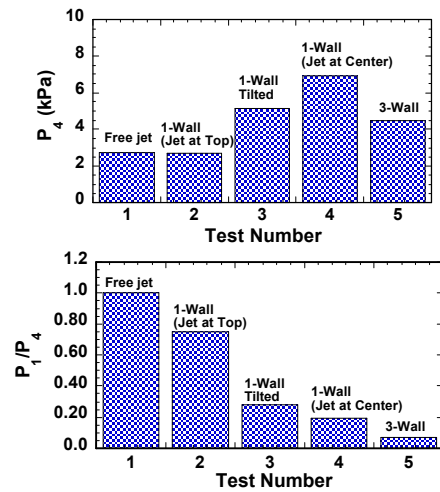 P4 (kPa)
10
8
6
4
2
0
Free jet
1-Wall
(Jet at Top)
1-Wall
Tilted
1-Wall
(Jet at Center)
3-Wall
1 2 3 4 5
Test Number
P1/P4
1.2
1.0
0.80
0.60
0.40
0.20
0.0
Free jet
1-Wall
(Jet at Top)
1-Wall
Tilted
1-Wall
(Jet at Center)
3-Wall
1 2 3 4 5
Test Number